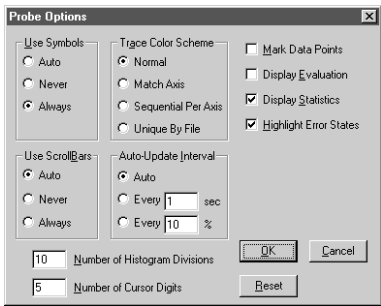 Probe Options
Use Symbols
Auto
Never
Always
Trace Color Scheme
Normal
Match Axis
Sequential Per Axis
Unique By File
Mark Data Points
Display Evaluation
Display Statistics
Highlight Error States
Use ScrollBars
Auto
Never
Always
Auto-Update Interval
Auto
Every 1 sec
Every 10 %
10 Number of Histogram Divisions
5 Number of Cursor Digits
OK
Cancel
Reset